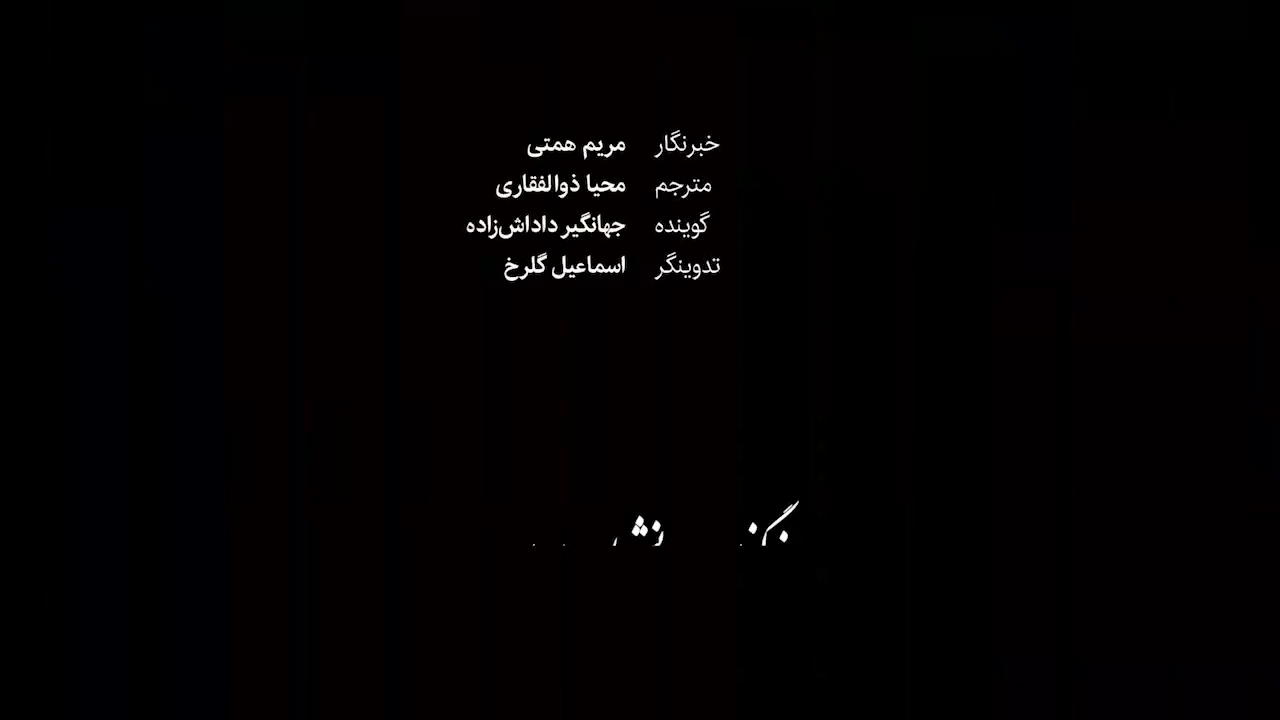 خبرنگار مریم همتی
مترجم محیا ذوالفقاری
گوینده جهانگیر داداش‌زاده
تدوینگر اسماعیل گلرخ